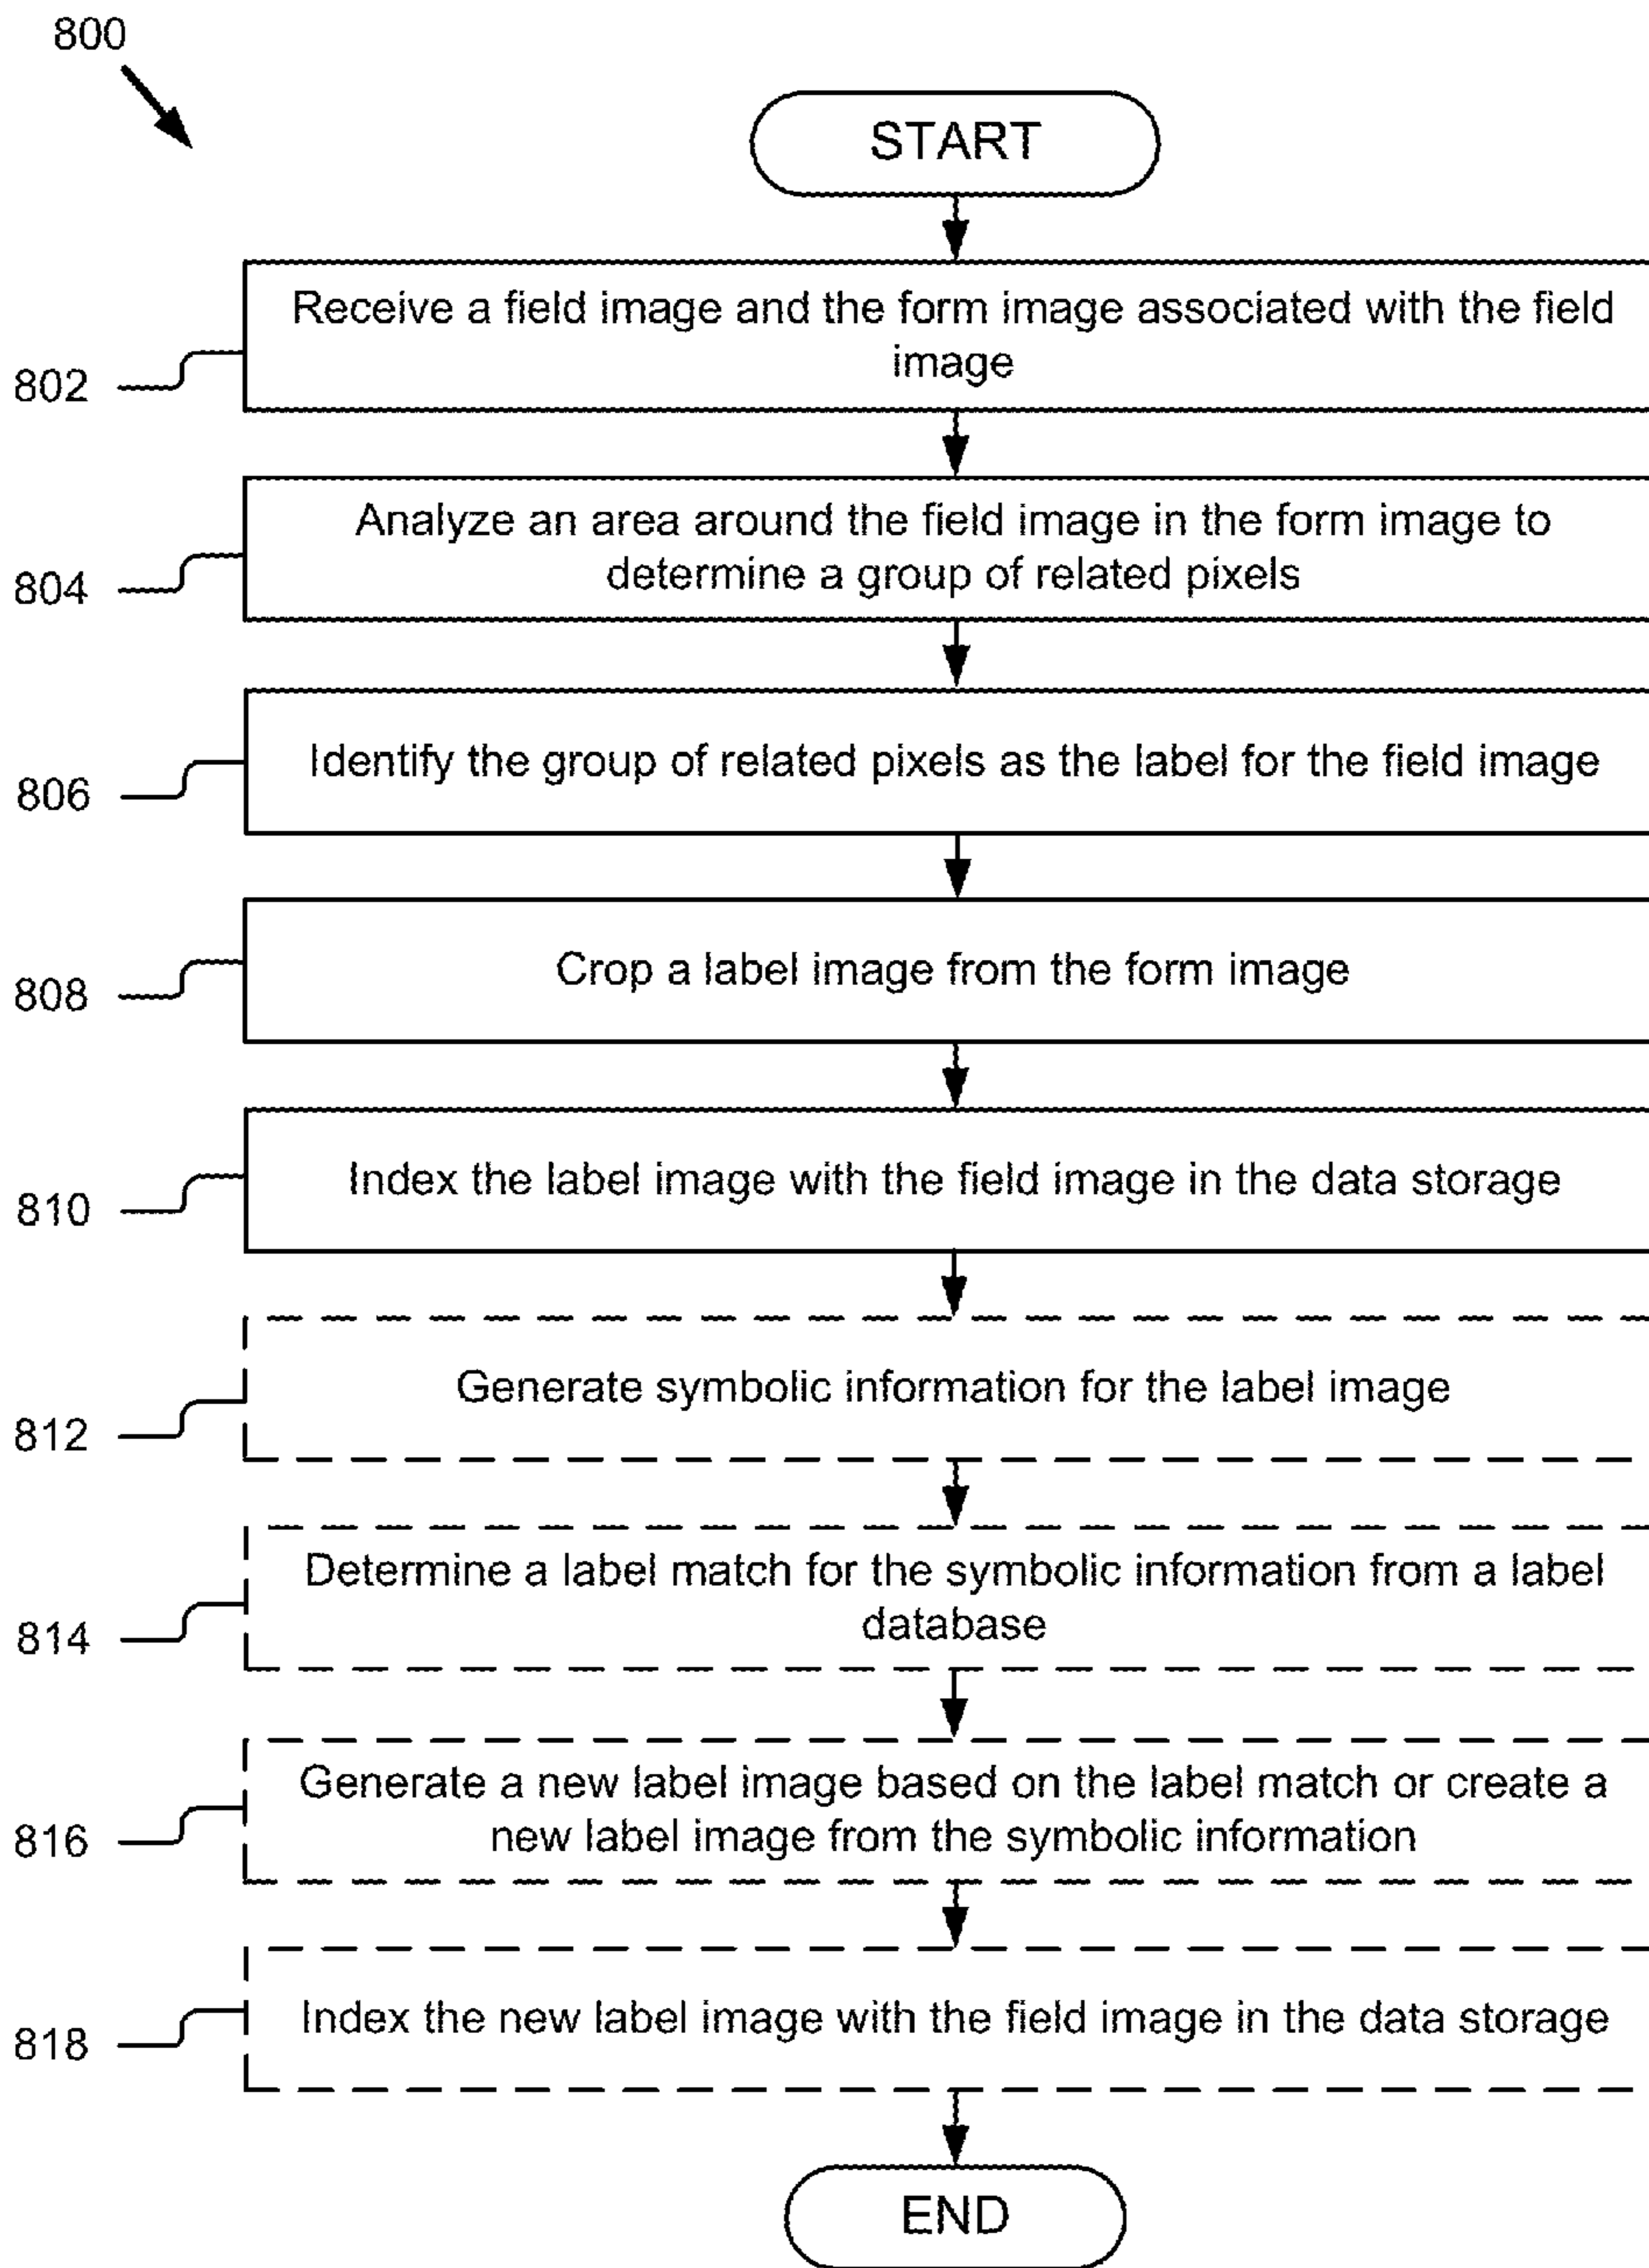 800
START
Receive a field image and the form image associated with the field
image
802
Analyze an area around the field image in the form image to
determine a group of related pixels
804
Identify the group of related pixels as the label for the field image
806
Crop a label image from the form image
808
Index the label image with the field image in the data storage
810
Generate symbolic information for the label image
812
Determine a label match for the symbolic information from a label
database
814
Generate a new label image based on the label match or create a
new label image from the symbolic information
816
Index the new label image with the field image in the data storage
818
END